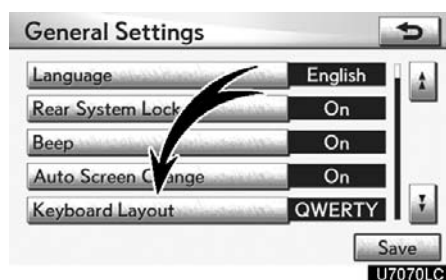 General Settings
Language English
Rear System Lock On
Beep On
Auto Screen Change On
Keyboard Layout QWERTY
Save
U7070LC